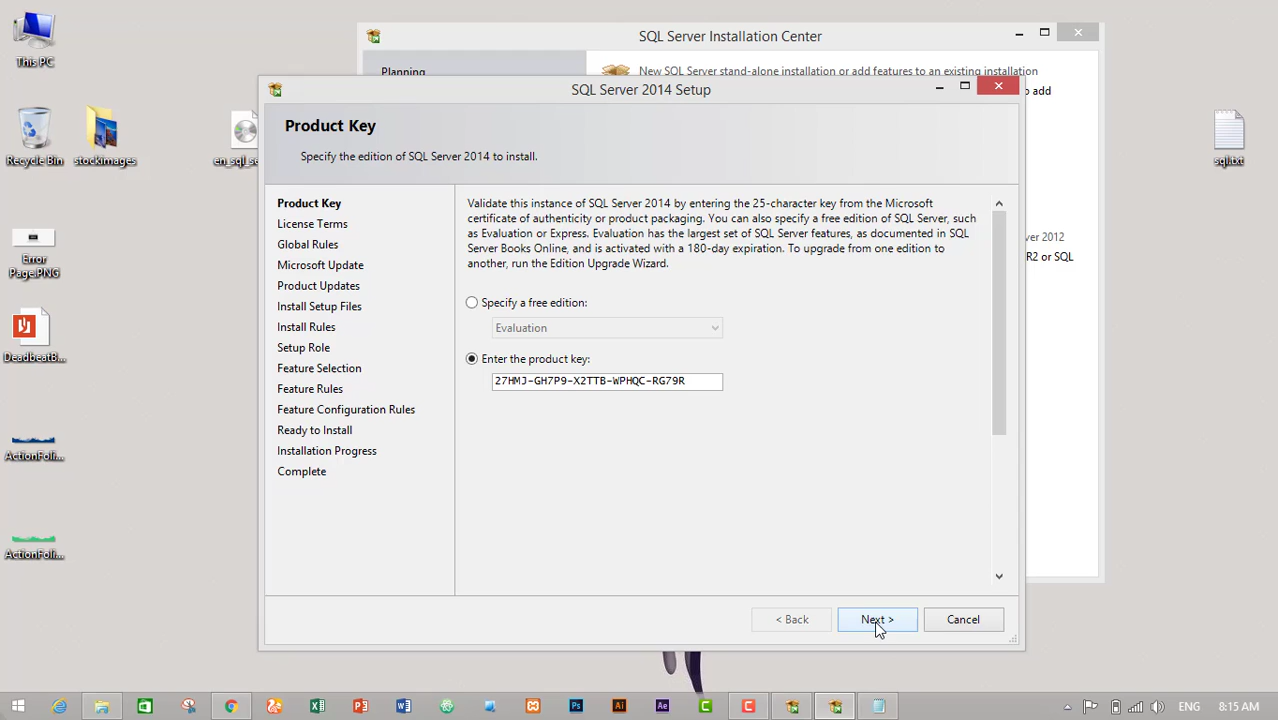 This PC
Recycle Bin
stockimages
en_sql_se...
Error
Page.PNG
DeadbeatB...
ActionFoli...
ActionFoli...
sql.txt
SQL Server Installation Center
Planning
New SQL Server stand-alone installation or add features to an existing installation
to add
ver 2012
R2 or SQL
SQL Server 2014 Setup
Product Key
Specify the edition of SQL Server 2014 to install.
Product Key
License Terms
Global Rules
Microsoft Update
Product Updates
Install Setup Files
Install Rules
Setup Role
Feature Selection
Feature Rules
Feature Configuration Rules
Ready to Install
Installation Progress
Complete
Validate this instance of SQL Server 2014 by entering the 25-character key from the Microsoft
certificate of authenticity or product packaging. You can also specify a free edition of SQL Server, such
as Evaluation or Express. Evaluation has the largest set of SQL Server features, as documented in SQL
Server Books Online, and is activated with a 180-day expiration. To upgrade from one edition to
another, run the Edition Upgrade Wizard.
Specify a free edition:
Evaluation
Enter the product key:
27HMJ-GH7P9-X2TTB-WPHQC-RG79R
< Back
Next >
Cancel
ENG
8:15 AM